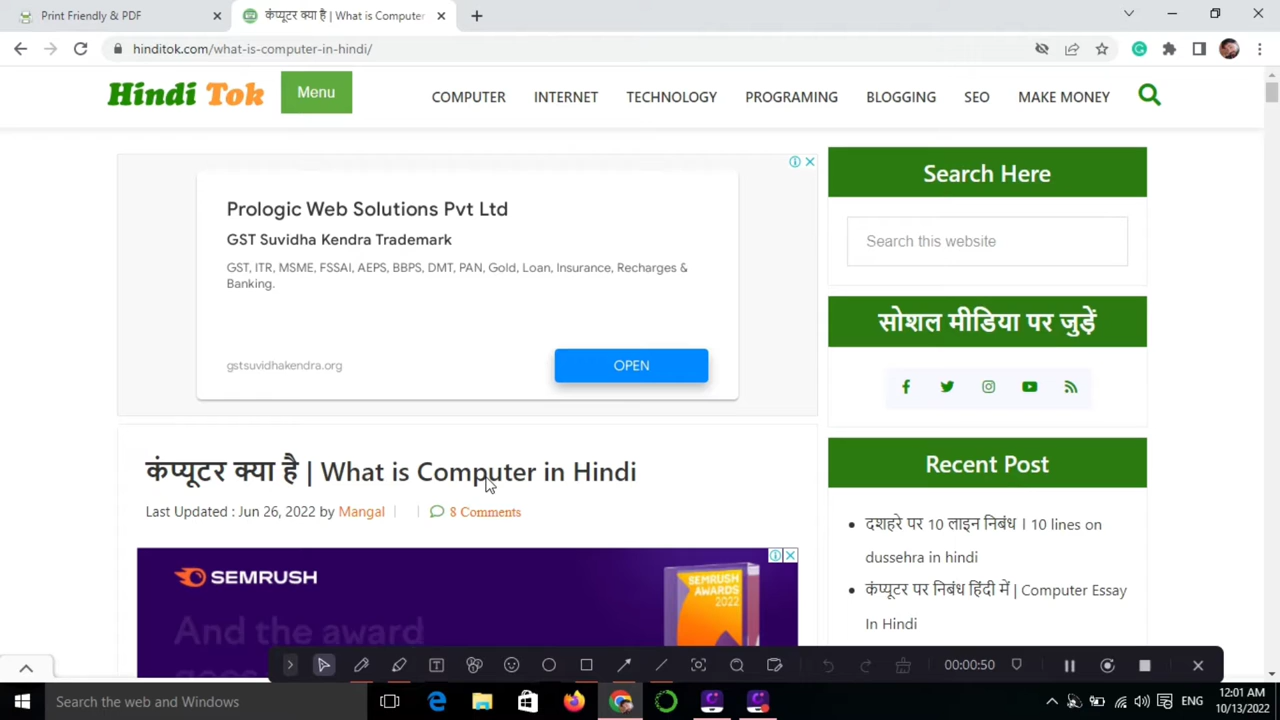 Print Friendly & PDF
कंप्यूटर क्या है | What is Computer
hinditok.com/what-is-computer-in-hindi/
Hindi Tok
Menu
COMPUTER
INTERNET
TECHNOLOGY
PROGRAMING
BLOGGING
SEO
MAKE MONEY
Prologic Web Solutions Pvt Ltd
GST Suvidha Kendra Trademark
GST, ITR, MSME, FSSAI, AEPS, BBPS, DMT, PAN, Gold, Loan, Insurance, Recharges &
Banking.
gstsuvidhakendra.org
OPEN
कंप्यूटर क्या है | What is Computer in Hindi
Last Updated : Jun 26, 2022 by Mangal
8 Comments
SEMRUSH
And the award
goes
SEMRUSH
AWARDS
2022
Search Here
Search this website
सोशल मीडिया पर जुड़ें
Recent Post
दशहरे पर 10 लाइन निबंध । 10 lines on
dussehra in hindi
कंप्यूटर पर निबंध हिंदी में | Computer Essay
In Hindi
00:00:50
Search the web and Windows
ENG
12:01 AM
10/13/2022